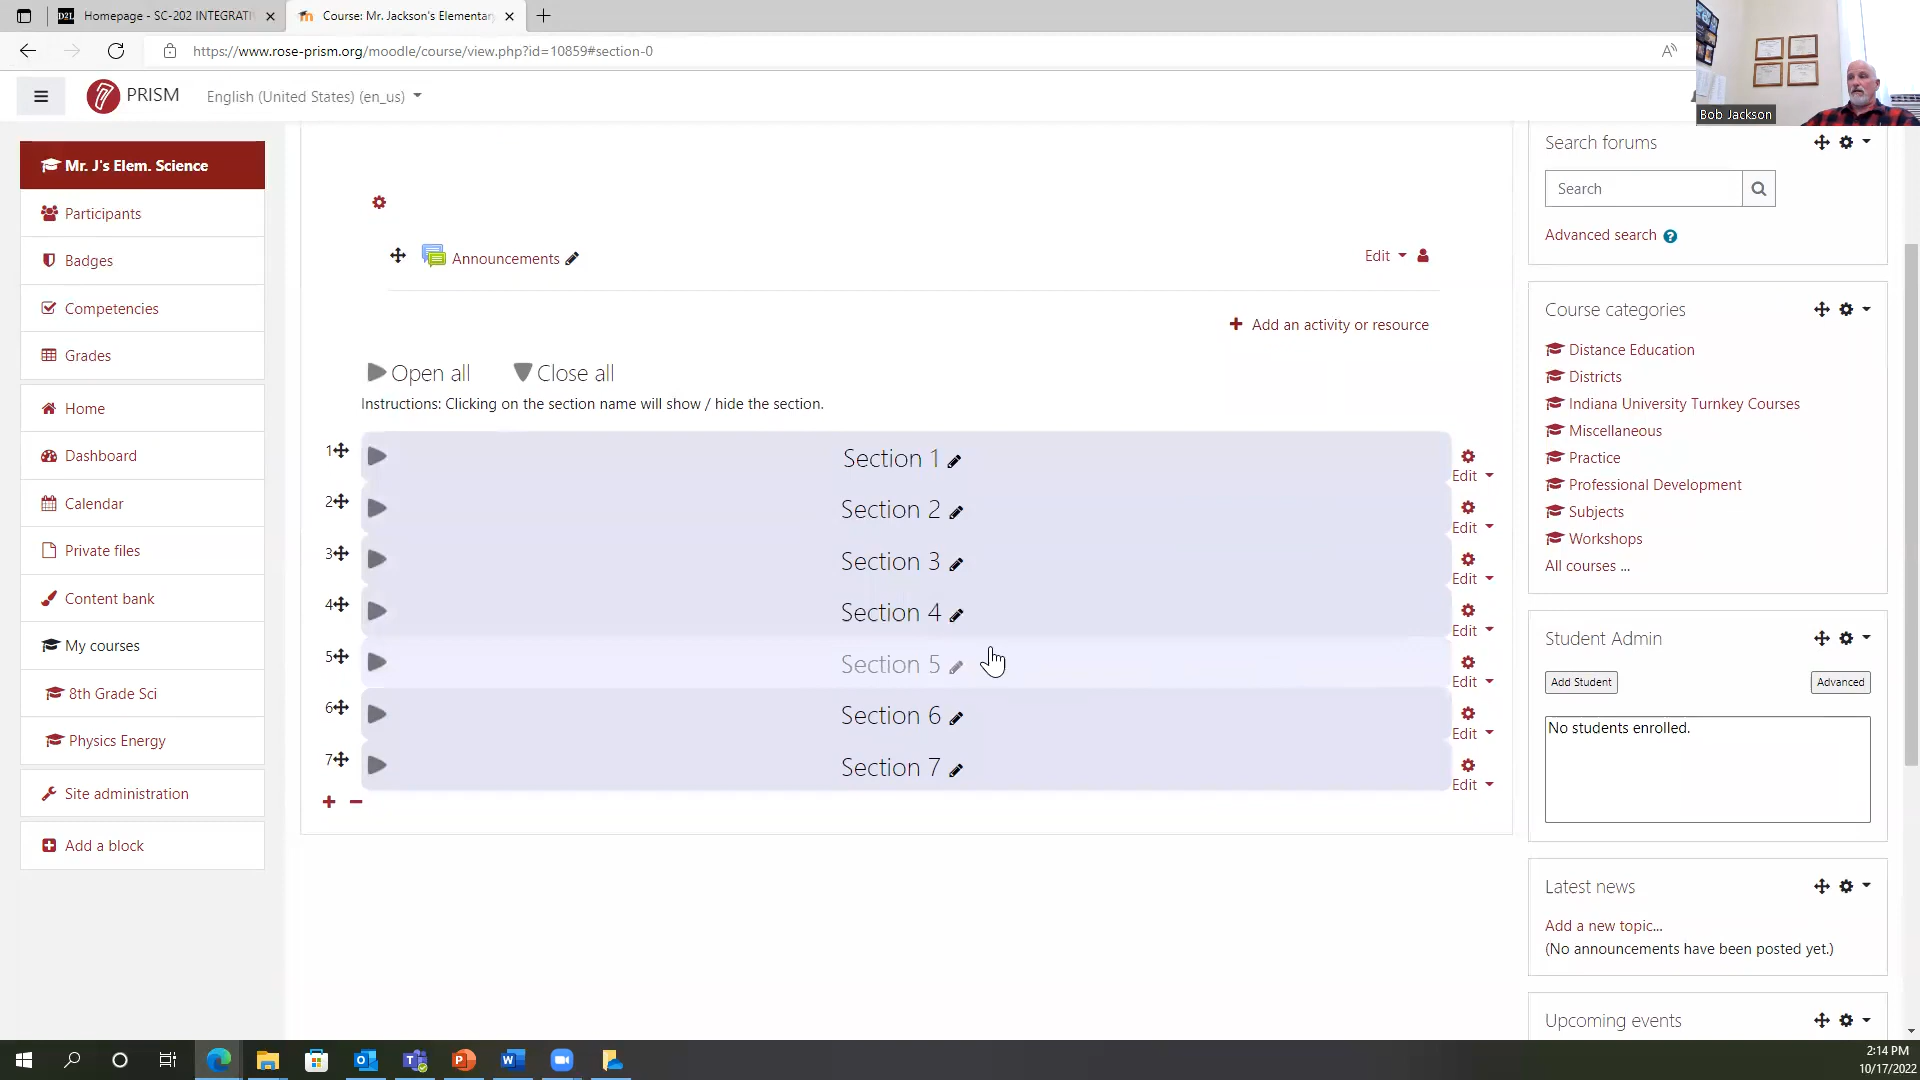 Homepage - SC-202 INTEGRATI
Course: Mr. Jackson's Elementar
https://www.rose-prism.org/moodle/course/view.php?id=10859#section-0
PRISM
English (United States) (en_us)
Bob Jackson
Mr. J's Elem. Science
Participants
Badges
Competencies
Grades
Home
Dashboard
Calendar
Private files
Content bank
My courses
8th Grade Sci
Physics Energy
Site administration
Add a block
Announcements
Edit
Add an activity or resource
Open all
Close all
Instructions: Clicking on the section name will show / hide the section.
1
Section 1
Edit
2
Section 2
Edit
3
Section 3
Edit
4
Section 4
Edit
5
Section 5
Edit
6
Section 6
Edit
7
Section 7
Edit
Search forums
Search
Advanced search
Course categories
Distance Education
Districts
Indiana University Turnkey Courses
Miscellaneous
Practice
Professional Development
Subjects
Workshops
All courses ...
Student Admin
Add Student
Advanced
No students enrolled.
Latest news
Add a new topic...
(No announcements have been posted yet.)
Upcoming events
2:14 PM
10/17/2022